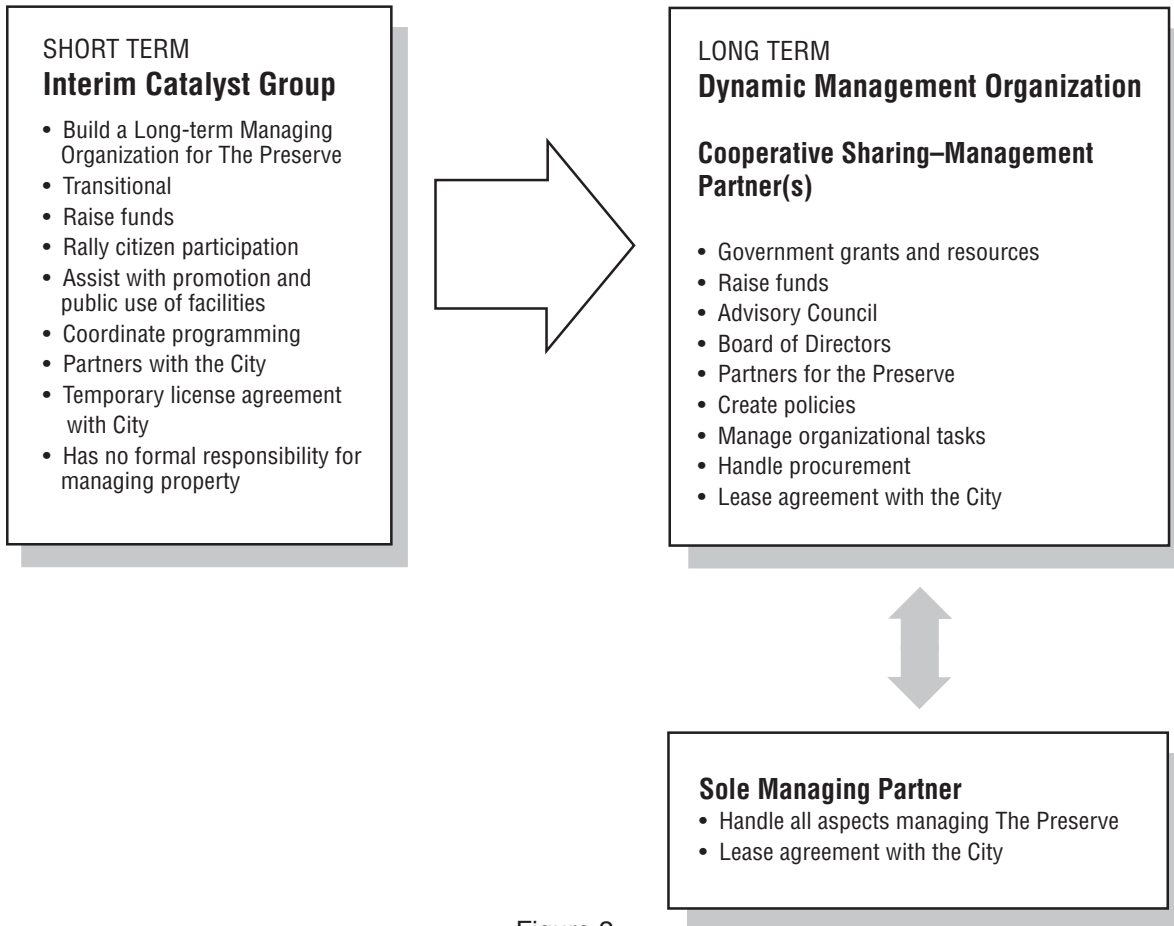 SHORT TERM
Interim Catalyst Group
• Build a Long-term Managing
Organization for The Preserve
• Transitional
• Raise funds
• Rally citizen participation
• Assist with promotion and
public use of facilities
• Coordinate programming
• Partners with the City
• Temporary license agreement
with City
• Has no formal responsibility for
managing property
LONG TERM
Dynamic Management Organization
Cooperative Sharing–Management
Partner(s)
• Government grants and resources
• Raise funds
• Advisory Council
• Board of Directors
• Partners for the Preserve
• Create policies
• Manage organizational tasks
• Handle procurement
• Lease agreement with the City
Sole Managing Partner
• Handle all aspects managing The Preserve
• Lease agreement with the City